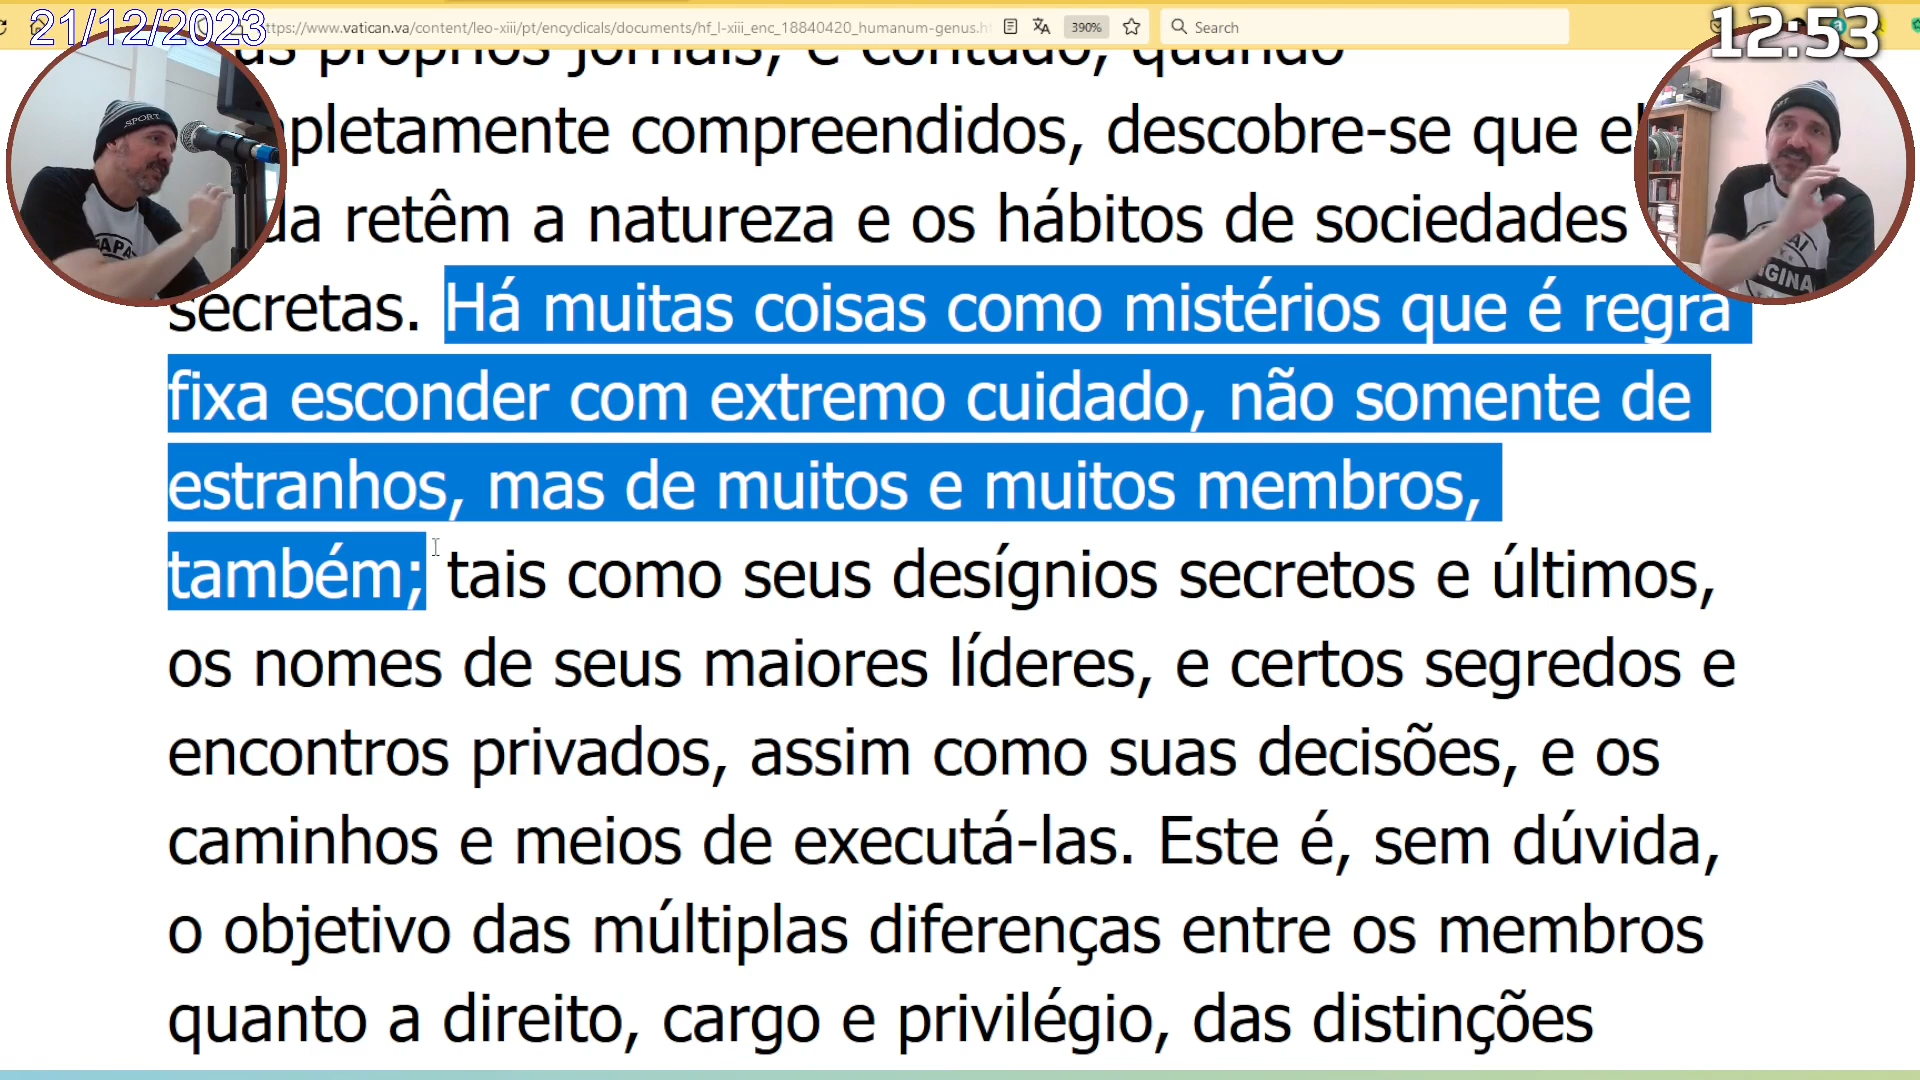 21/12/2023
https://www.vatican.va/content/leo-xiii/pt/encyclicals/documents/hf_l-xiii_enc_18840420_humanum-genus.h
390%
Search
12:53
próprios jornais, e contudo, quando
pletamente compreendidos, descobre-se que
retêm a natureza e os hábitos de sociedades
secretas. Há muitas coisas como mistérios que é regra
fixa esconder com extremo cuidado, não somente de
estranhos, mas de muitos e muitos membros,
também; tais como seus desígnios secretos e últimos,
os nomes de seus maiores líderes, e certos segredos e
encontros privados, assim como suas decisões, e os
caminhos e meios de executá-las. Este é, sem dúvida,
o objetivo das múltiplas diferenças entre os membros
quanto a direito, cargo e privilégio, das distinções
SPORT